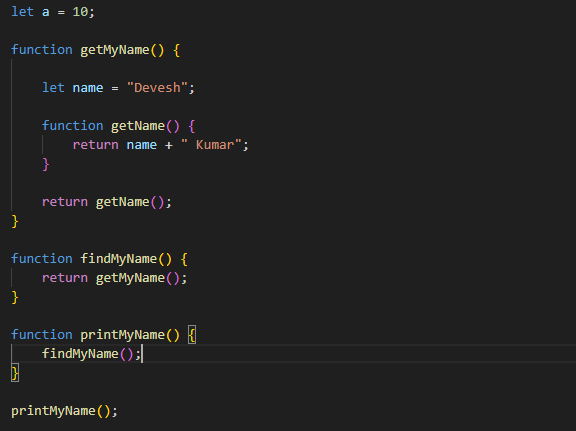 let a = 10;
function getMyName() {
let name = "Devesh";
function getName() {
return name + " Kumar";
}
return getName();
}
function findMyName() {
return getMyName();
}
function printMyName() {
findMyName();
}
printMyName();